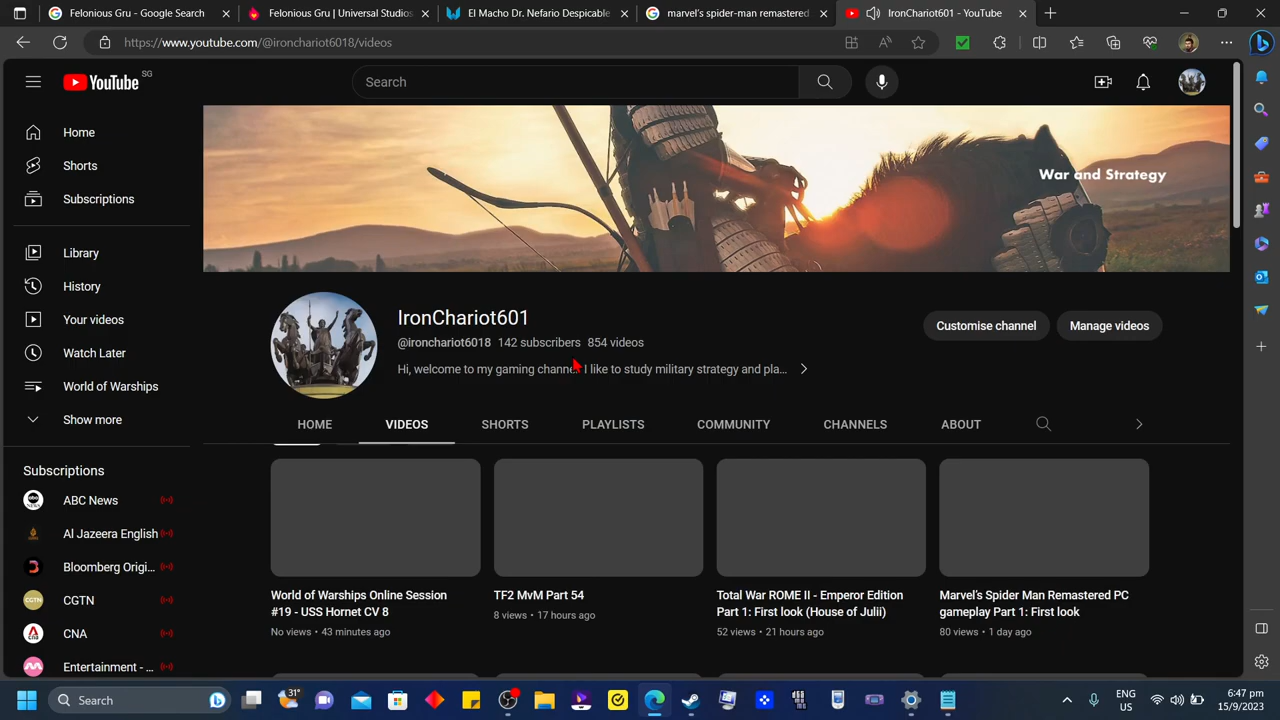 Felonious Gru - Google Search
Felonious Gru | Universal Studios
El Macho Dr. Nefario Despicable
marvel's spider-man remastered
IronChariot601 - YouTube
https://www.youtube.com/@ironchariot6018/videos
YouTube SG
Search
Home
Shorts
Subscriptions
Library
History
Your videos
Watch Later
World of Warships
Show more
Subscriptions
ABC News
Al Jazeera English
Bloomberg Origi...
CGTN
CNA
Entertainment - ...
War and Strategy
IronChariot601
@ironchariot6018 142 subscribers 854 videos
Hi, welcome to my gaming channel I like to study military strategy and pla...
Customise channel
Manage videos
HOME VIDEOS SHORTS PLAYLISTS COMMUNITY CHANNELS ABOUT
World of Warships Online Session
#19 - USS Hornet CV 8
No views • 43 minutes ago
TF2 MvM Part 54
8 views • 17 hours ago
Total War ROME II - Emperor Edition
Part 1: First look (House of Julii)
52 views • 21 hours ago
Marvel's Spider Man Remastered PC
gameplay Part 1: First look
80 views • 1 day ago
31°
Search
ENG
US
6:47 pm
15/9/2023